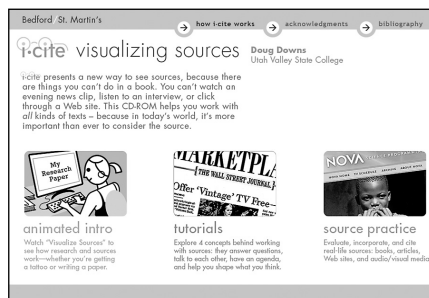 Bedford / St. Martin's
how i-cite works
acknowledgments
bibliography
i·cite visualizing sources
Doug Downs
Utah Valley State College
i-cite presents a new way to see sources, because there
are things you can't do in a book. You can't watch an
evening news clip, listen to an interview, or click
through a Web site. This CD-ROM helps you work with
all kinds of texts – because in today's world, it's more
important than ever to consider the source.
My
Research
Paper
MARKETPLA
THE WALL STREET JOURNAL.
Offer 'Vintage' TV Free—
NOVA
animated intro
tutorials
source practice
Watch "Visualize Sources" to
see how research and sources
work—whether you're getting
a tattoo or writing a paper.
Explore 4 concepts behind working
with sources: they answer questions,
talk to each other, have an agenda,
and help you shape what you think.
Evaluate, incorporate, and cite
real-life sources: books, articles,
Web sites, and audio/visual media